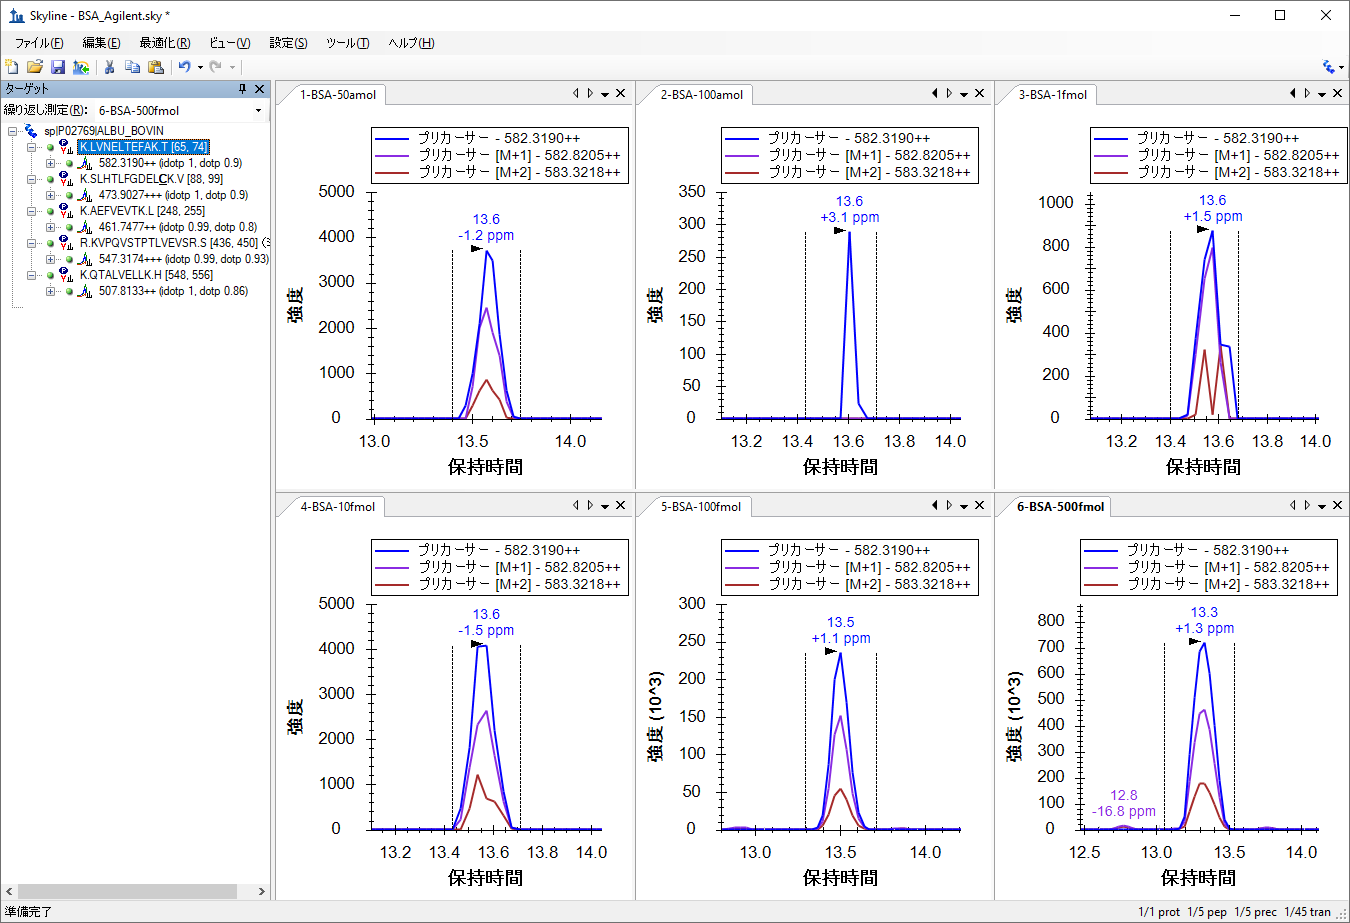 Skyline - BSA_Agilent.sky *
ファイル(F) 編集(E) 最適化(R) ビュー(V) 設定(S) ツール(T) ヘルプ(H)
ターゲット
繰り返し測定(R): 6-BSA-500fmol
sp|P02769|ALBU_BOVIN
K.LVNELTEFAK.T [65, 74]
582.3190++ (idotp 1, dotp 0.9)
K.SLHTLFGDELCK.V [88, 99]
473.9027+++ (idotp 1, dotp 0.9)
K.AEFVEVTK.L [248, 255]
461.7477++ (idotp 0.99, dotp 0.8)
R.KVPQVSTPTLVEVSR.S [436, 450]
547.3174+++ (idotp 0.99, dotp 0.93)
K.QTALVELLK.H [548, 556]
507.8133++ (idotp 1, dotp 0.86)
1-BSA-50amol
プリカーサー - 582.3190++
プリカーサー [M+1] - 582.8205++
プリカーサー [M+2] - 583.3218++
13.6
-1.2 ppm
強度
5000
4000
3000
2000
1000
0
13.0 13.5 14.0
保持時間
2-BSA-100amol
プリカーサー - 582.3190++
プリカーサー [M+1] - 582.8205++
プリカーサー [M+2] - 583.3218++
13.6
+3.1 ppm
強度
350
300
250
200
150
100
50
0
13.2 13.4 13.6 13.8 14.0
保持時間
3-BSA-1fmol
プリカーサー - 582.3190++
プリカーサー [M+1] - 582.8205++
プリカーサー [M+2] - 583.3218++
13.6
+1.5 ppm
強度
1000
800
600
400
200
0
13.2 13.4 13.6 13.8 14.0
保持時間
4-BSA-10fmol
プリカーサー - 582.3190++
プリカーサー [M+1] - 582.8205++
プリカーサー [M+2] - 583.3218++
13.6
-1.5 ppm
強度
5000
4000
3000
2000
1000
0
13.2 13.4 13.6 13.8 14.0
保持時間
5-BSA-100fmol
プリカーサー - 582.3190++
プリカーサー [M+1] - 582.8205++
プリカーサー [M+2] - 583.3218++
13.5
+1.1 ppm
強度 (10^3)
300
250
200
150
100
50
0
13.0 13.5 14.0
保持時間
6-BSA-500fmol
プリカーサー - 582.3190++
プリカーサー [M+1] - 582.8205++
プリカーサー [M+2] - 583.3218++
13.3
+1.3 ppm
12.8
-16.8 ppm
強度 (10^3)
800
700
600
500
400
300
200
100
0
12.5 13.0 13.5 14.0
保持時間
準備完了
1/1 prot 1/5 pep 1/5 prec 1/45 tran